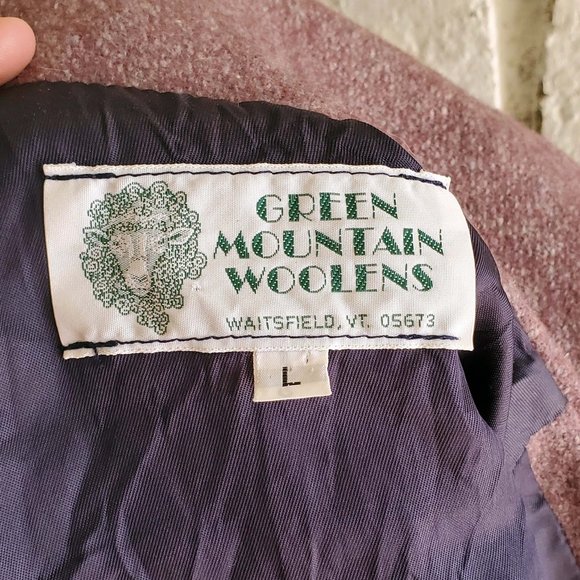 GREEN
MOUNTAIN
WOOLENS
WAITSFIELD, VT. 05673
L